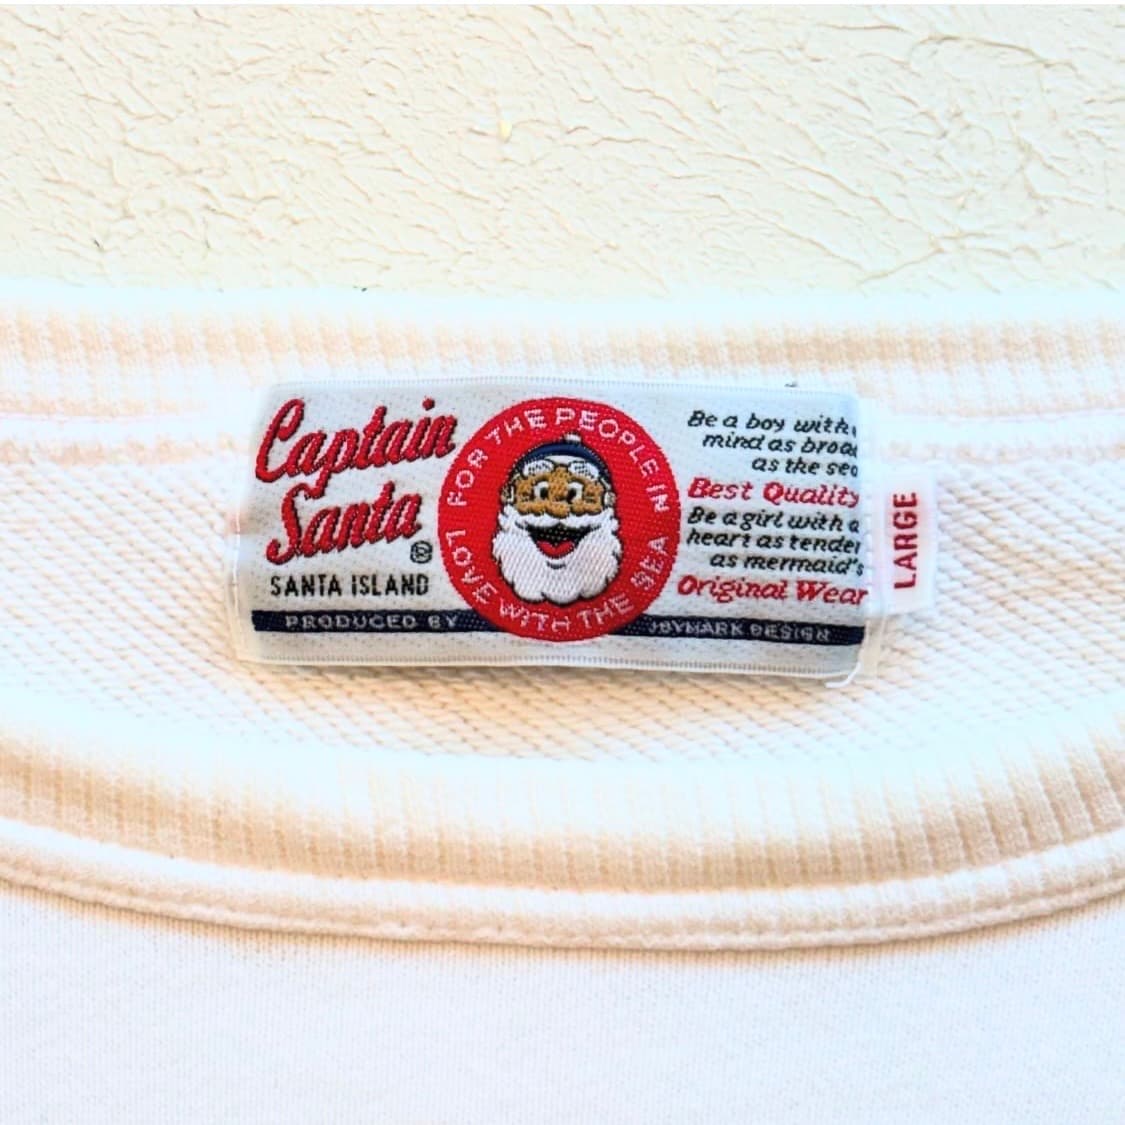 Captain
Santa
®
SANTA ISLAND
PRODUCED BY
FOR THE PEOPLE IN
LOVE WITH THE SEA
Be a boy with
mind as broa
as the sea
Best Quality
Be a girl with a
heart as tender
as mermaid's
Original Wear
JOYMARK DESIGN
LARGE